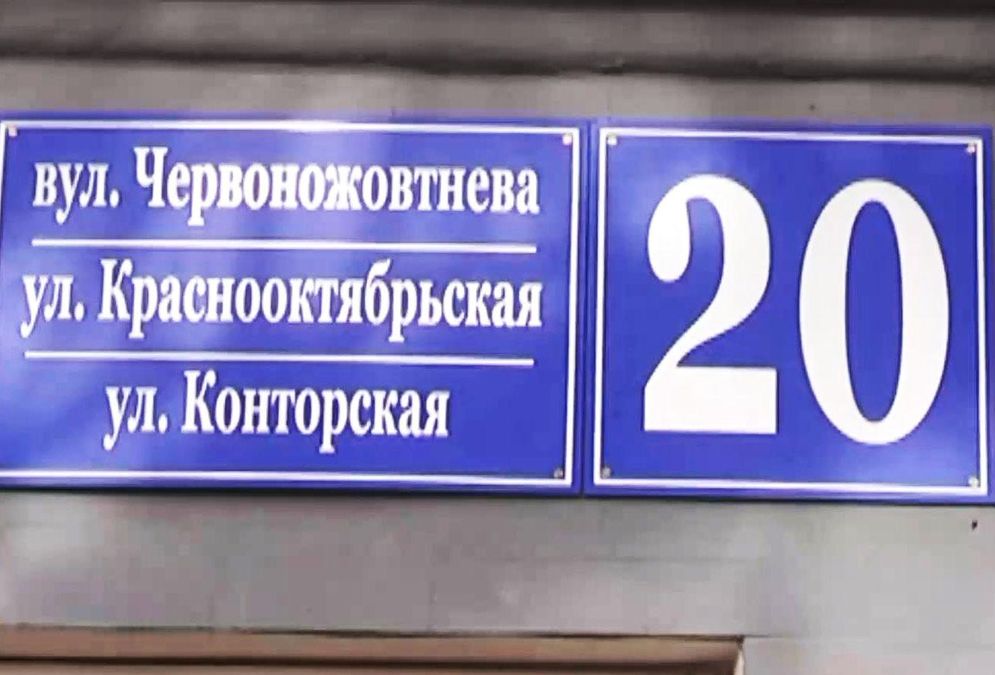 вул. Червоножовтнева
ул. Краснооктябрьская
ул. Конторская
20